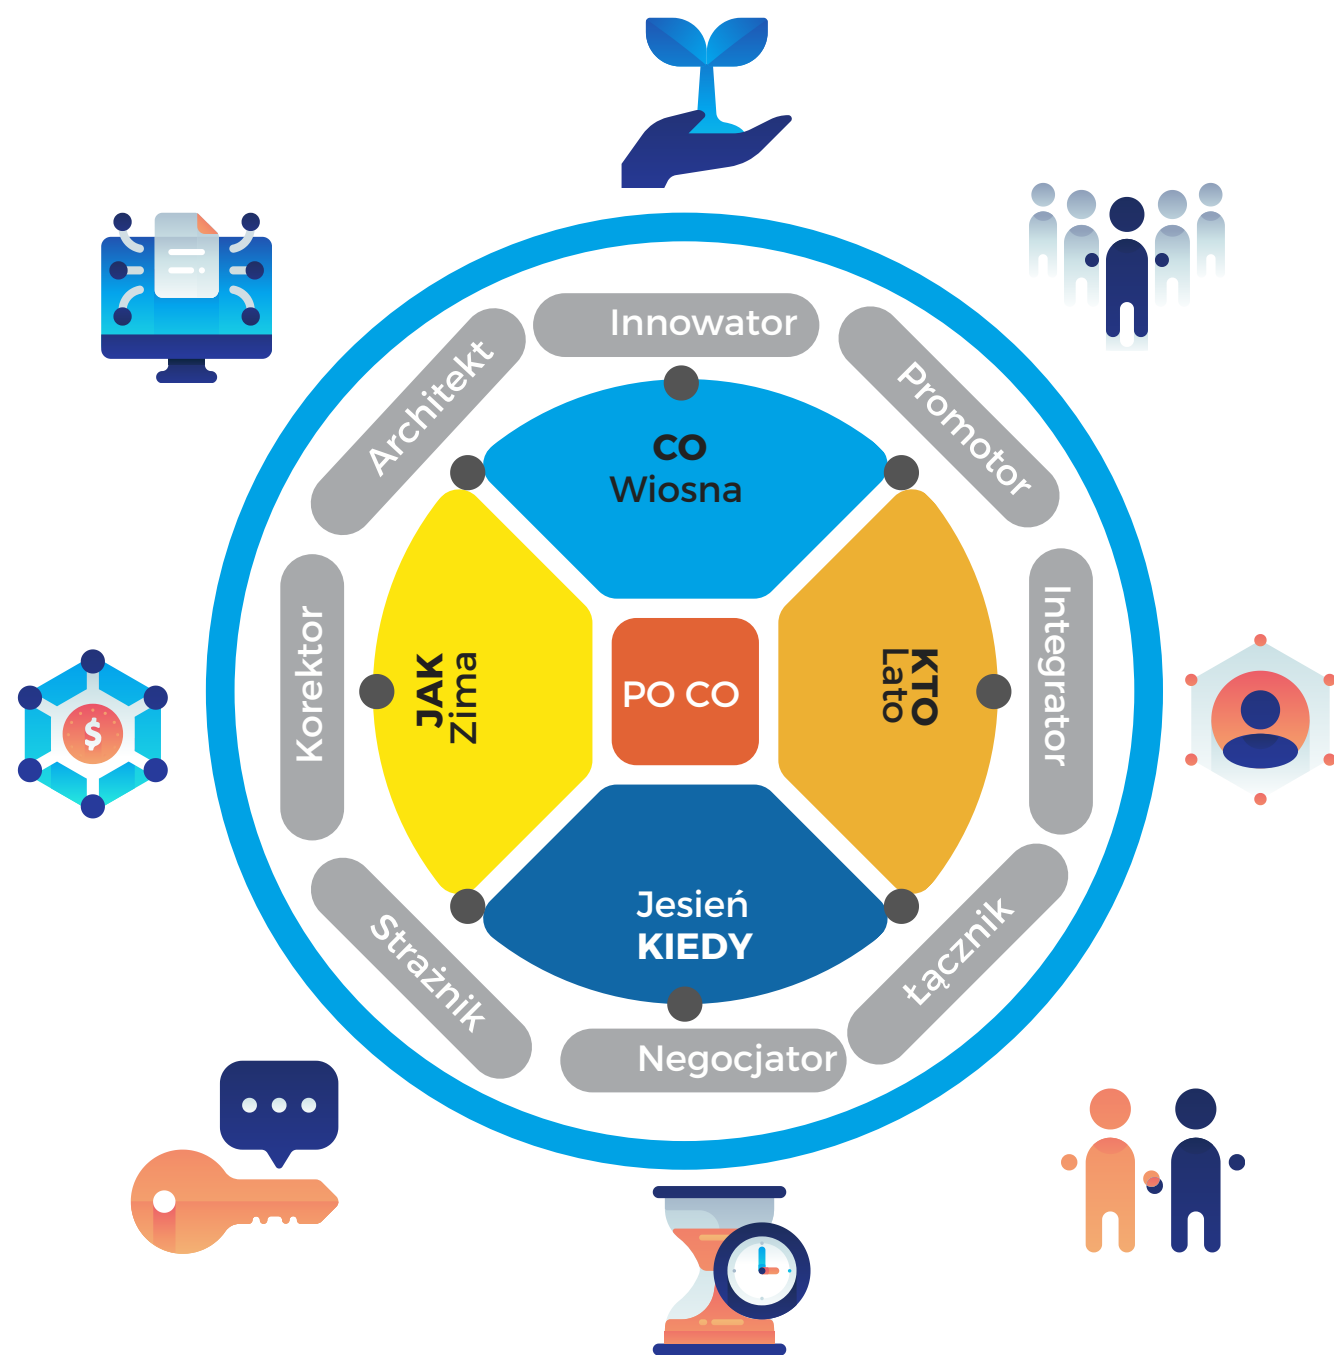 Innowator
Architekt
Promotor
CO
Wiosna
Korektor
JAK
Zima
PO CO
KTO
Lato
Integrator
Jesień
KIEDY
Strażnik
Łącznik
Negocjator
$